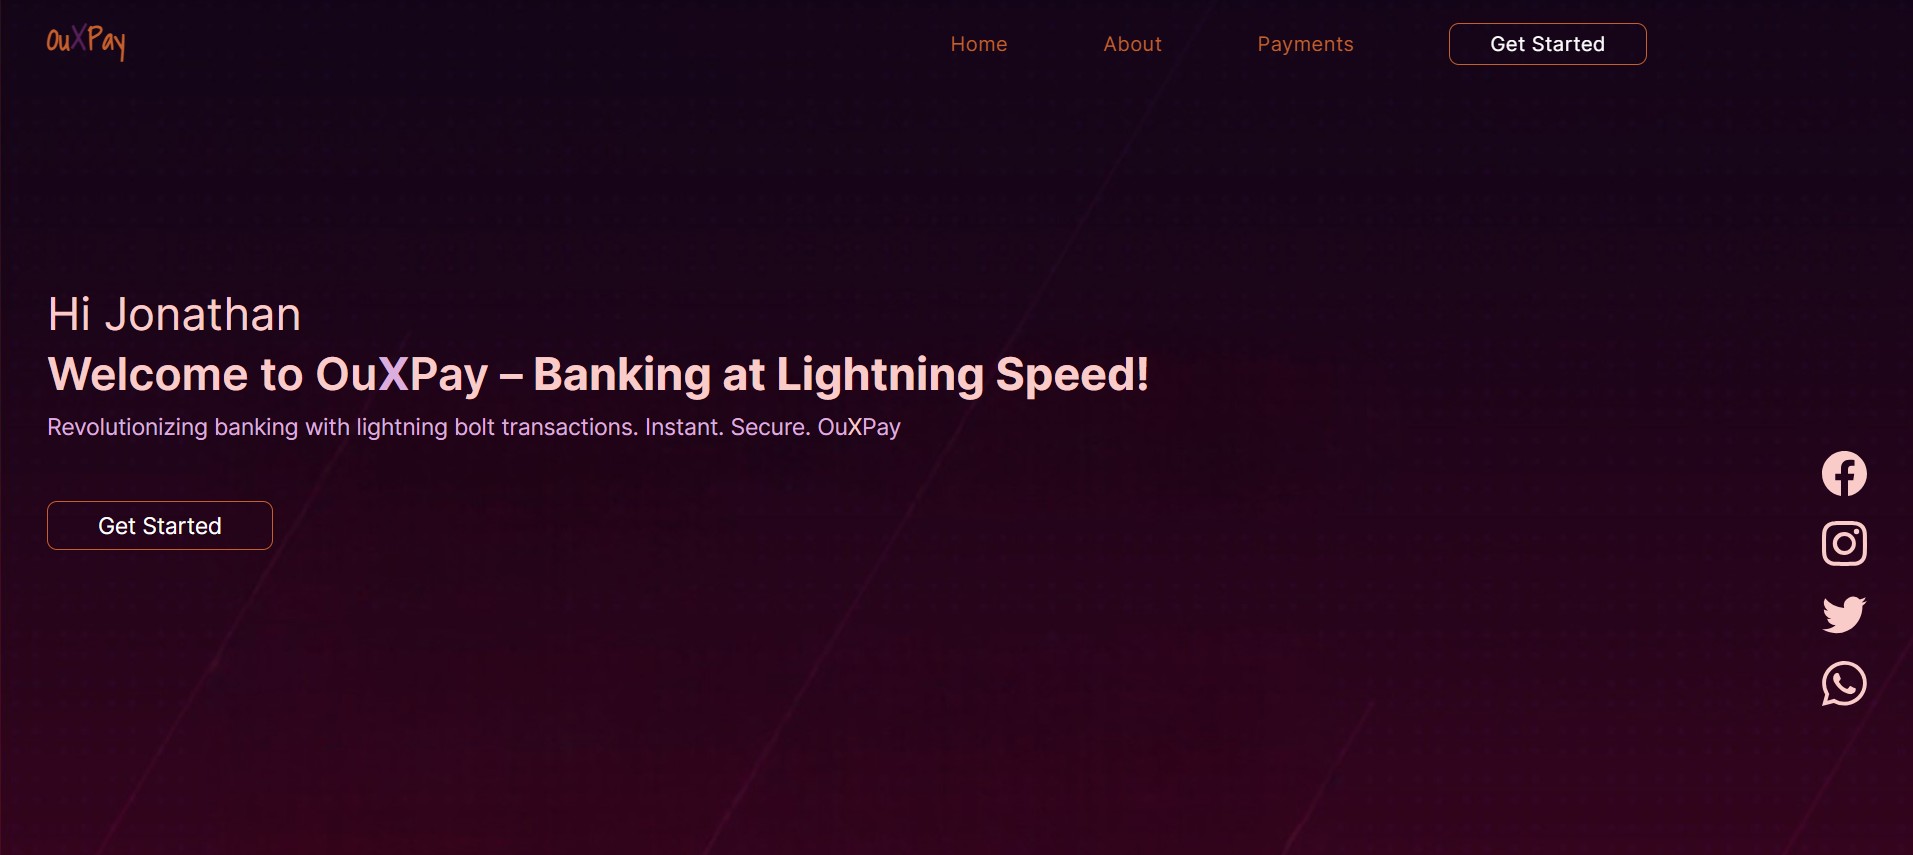 OuXPay
Home
About
Payments
Get Started
Hi Jonathan
Welcome to OuXPay – Banking at Lightning Speed!
Revolutionizing banking with lightning bolt transactions. Instant. Secure. OuXPay
Get Started